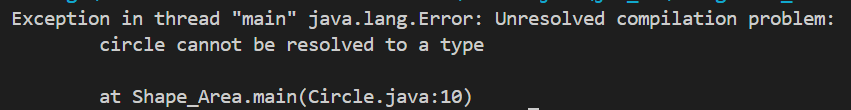 Exception in thread "main" java.lang.Error: Unresolved compilation problem:
circle cannot be resolved to a type
at Shape_Area.main(Circle.java:10)